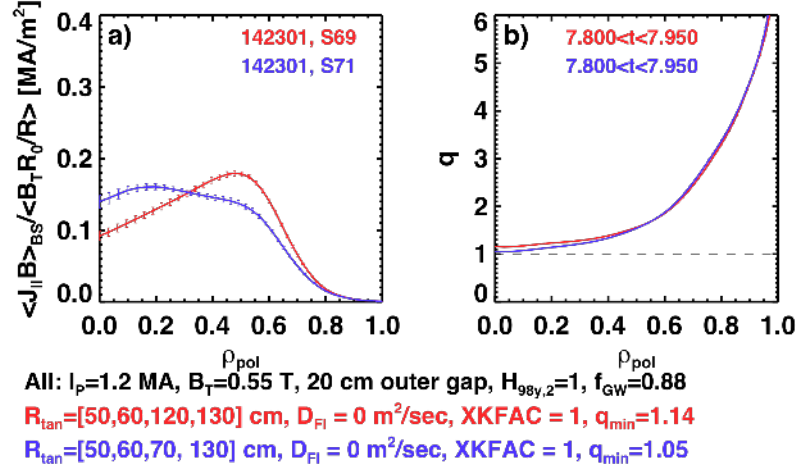 a)
142301, S69
142301, S71
<J||B>BS/<BTR0/R> [MA/m²]
0.4
0.3
0.2
0.1
0.0
0.0 0.2 0.4 0.6 0.8 1.0
ρpol
b)
7.800<t<7.950
7.800<t<7.950
q
6
5
4
3
2
1
0
0.0 0.2 0.4 0.6 0.8 1.0
ρpol
All: IP=1.2 MA, BT=0.55 T, 20 cm outer gap, H98y,2=1, fGW=0.88
Rtan=[50,60,120,130] cm, DFI = 0 m²/sec, XKFAC = 1, qmin=1.14
Rtan=[50,60,70, 130] cm, DFI = 0 m²/sec, XKFAC = 1, qmin=1.05